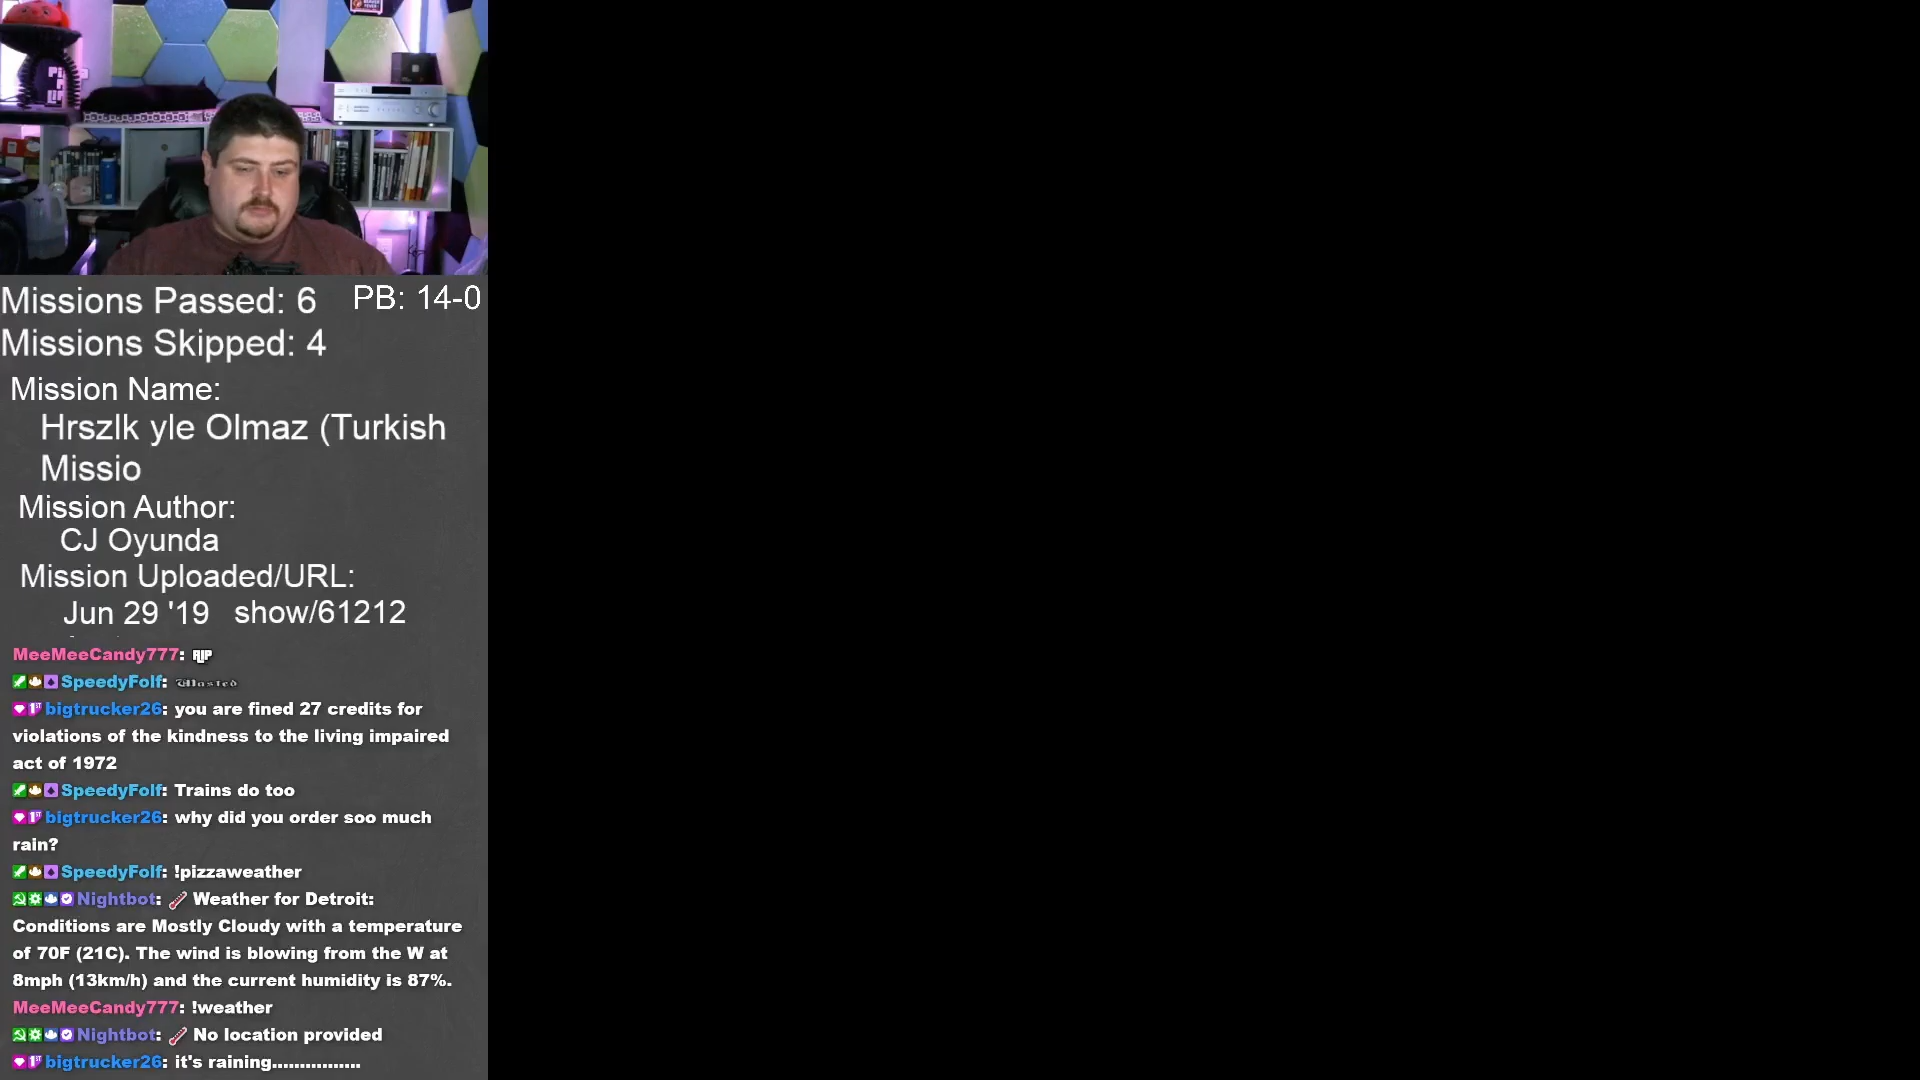 Missions Passed: 6
PB: 14-0
Missions Skipped: 4
Mission Name:
Hrszlk yle Olmaz (Turkish
Missio
Mission Author:
CJ Oyunda
Mission Uploaded/URL:
Jun 29 '19 show/61212
MeeMeeCandy777: RIP
SpeedyFolf: Wasted
bigtrucker26: you are fined 27 credits for
violations of the kindness to the living impaired
act of 1972
SpeedyFolf: Trains do too
bigtrucker26: why did you order soo much
rain?
SpeedyFolf: !pizzaweather
Nightbot: Weather for Detroit:
Conditions are Mostly Cloudy with a temperature
of 70F (21C). The wind is blowing from the W at
8mph (13km/h) and the current humidity is 87%.
MeeMeeCandy777: !weather
Nightbot: No location provided
bigtrucker26: it's raining................